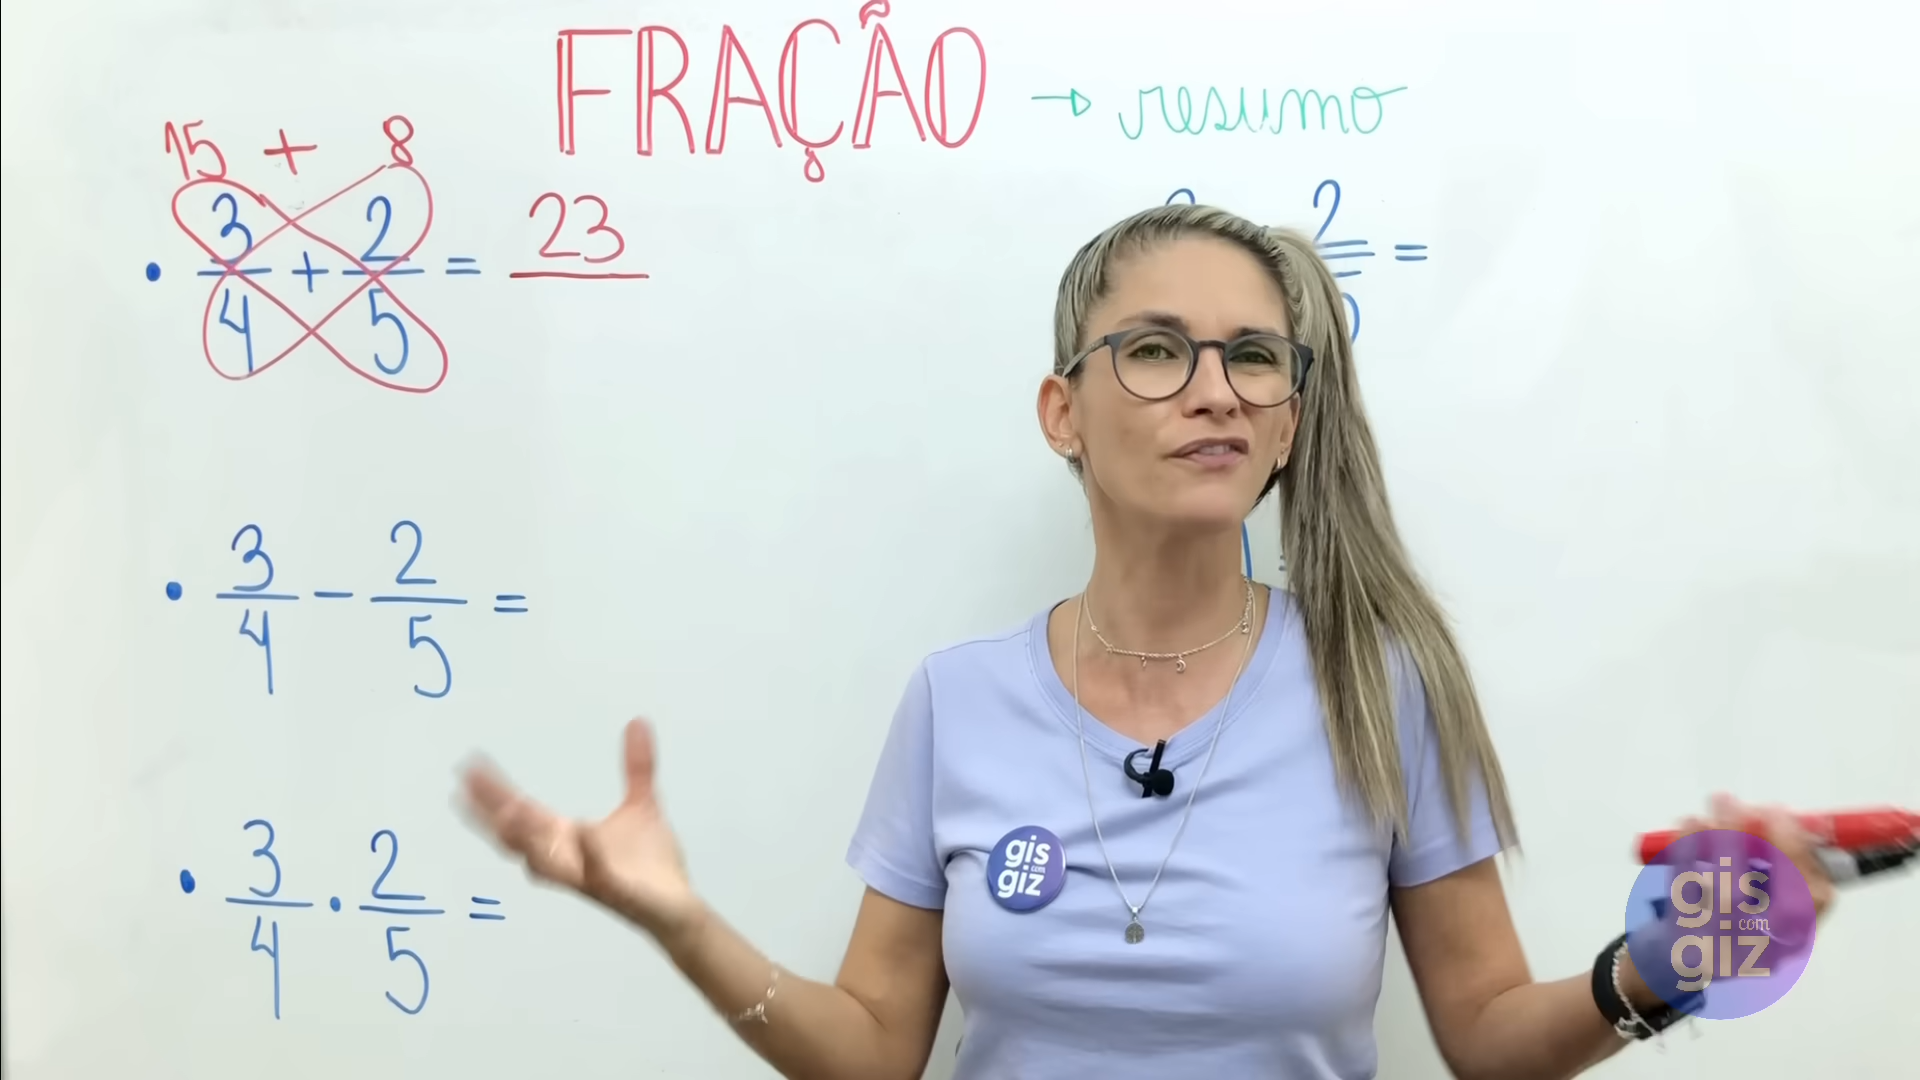 FRAÇÃO → resumo
15 + 8
• 3/4 + 2/5 = 23
2 =
• 3/4 - 2/5 =
• 3/4 · 2/5 =
gis com giz
gis com giz